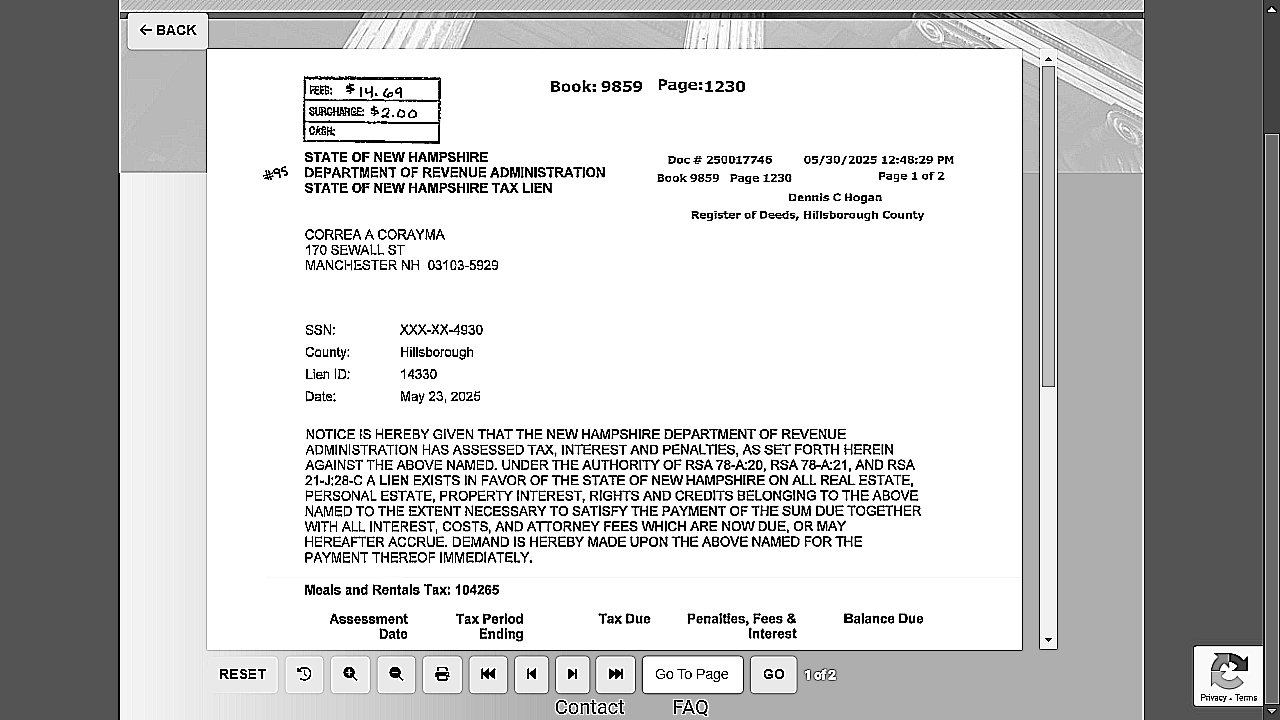 ← BACK
FEES: $14.69
SURCHARGE: $2.00
CASH:
Book: 9859 Page:1230
#95
STATE OF NEW HAMPSHIRE
DEPARTMENT OF REVENUE ADMINISTRATION
STATE OF NEW HAMPSHIRE TAX LIEN
Doc # 250017746 05/30/2025 12:48:29 PM
Book 9859 Page 1230 Page 1 of 2
Dennis C Hogan
Register of Deeds, Hillsborough County
CORREA A CORAYMA
170 SEWALL ST
MANCHESTER NH 03103-5929
SSN: XXX-XX-4930
County: Hillsborough
Lien ID: 14330
Date: May 23, 2025
NOTICE IS HEREBY GIVEN THAT THE NEW HAMPSHIRE DEPARTMENT OF REVENUE
ADMINISTRATION HAS ASSESSED TAX, INTEREST AND PENALTIES, AS SET FORTH HEREIN
AGAINST THE ABOVE NAMED. UNDER THE AUTHORITY OF RSA 78-A:20, RSA 78-A:21, AND RSA
21-J:28-C A LIEN EXISTS IN FAVOR OF THE STATE OF NEW HAMPSHIRE ON ALL REAL ESTATE,
PERSONAL ESTATE, PROPERTY INTEREST, RIGHTS AND CREDITS BELONGING TO THE ABOVE
NAMED TO THE EXTENT NECESSARY TO SATISFY THE PAYMENT OF THE SUM DUE TOGETHER
WITH ALL INTEREST, COSTS, AND ATTORNEY FEES WHICH ARE NOW DUE, OR MAY
HEREAFTER ACCRUE. DEMAND IS HEREBY MADE UPON THE ABOVE NAMED FOR THE
PAYMENT THEREOF IMMEDIATELY.
Meals and Rentals Tax: 104265
Assessment Tax Period Tax Due Penalties, Fees & Balance Due
Date Ending Interest
RESET Go To Page GO 1 of 2
Privacy - Terms
Contact FAQ